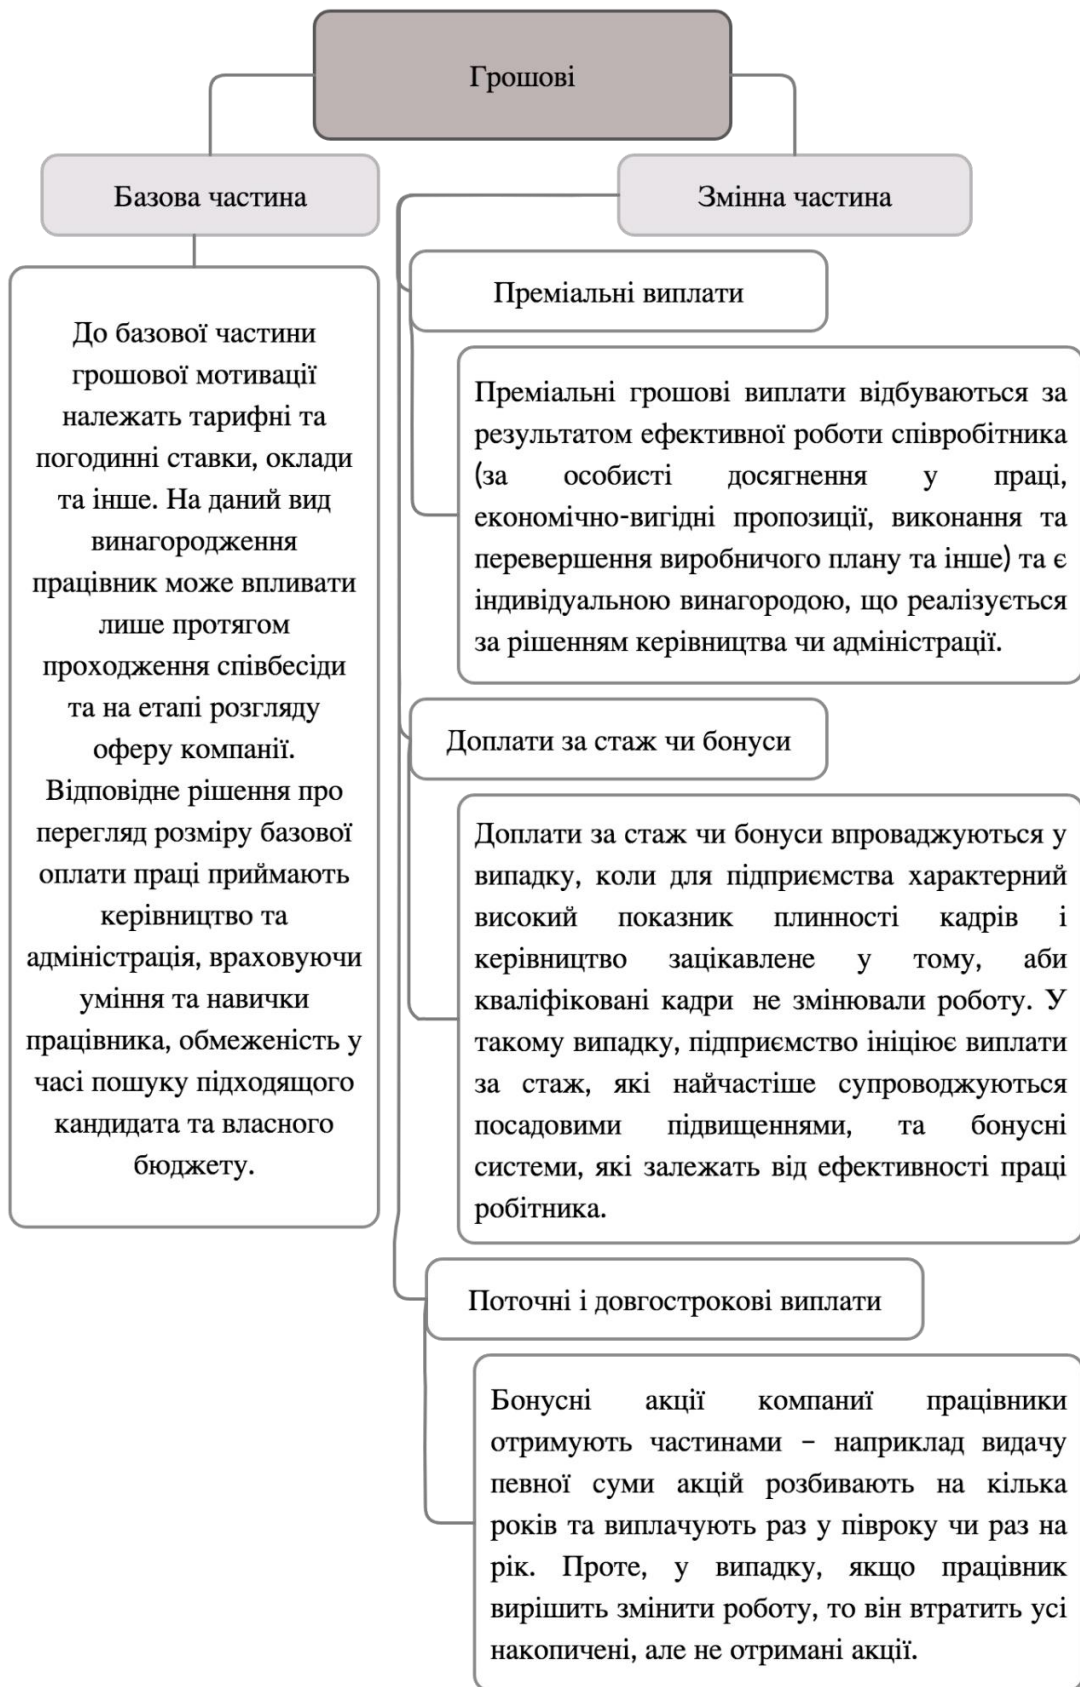 Грошові
Базова частина
До базової частини
грошової мотивації
належать тарифні та
погодинні ставки, оклади
та інше. На даний вид
винагородження
працівник може впливати
лише протягом
проходження співбесіди
та на етапі розгляду
оферу компанії.
Відповідне рішення про
перегляд розміру базової
оплати праці приймають
керівництво та
адміністрація, враховуючи
уміння та навички
працівника, обмеженість у
часі пошуку підходящого
кандидата та власного
бюджету.
Змінна частина
Преміальні виплати
Преміальні грошові виплати відбуваються за
результатом ефективної роботи співробітника
(за особисті досягнення у праці,
економічно-вигідні пропозиції, виконання та
перевершення виробничого плану та інше) та є
індивідуальною винагородою, що реалізується
за рішенням керівництва чи адміністрації.
Доплати за стаж чи бонуси
Доплати за стаж чи бонуси впроваджуються у
випадку, коли для підприємства характерний
високий показник плинності кадрів і
керівництво зацікавлене у тому, аби
кваліфіковані кадри не змінювали роботу. У
такому випадку, підприємство ініціює виплати
за стаж, які найчастіше супроводжуються
посадовими підвищеннями, та бонусні
системи, які залежать від ефективності праці
робітника.
Поточні і довгострокові виплати
Бонусні акції компаниї працівники
отримують частинами – наприклад видачу
певної суми акцій розбивають на кілька
років та виплачують раз у півроку чи раз на
рік. Проте, у випадку, якщо працівник
вирішить змінити роботу, то він втратить усі
накопичені, але не отримані акції.